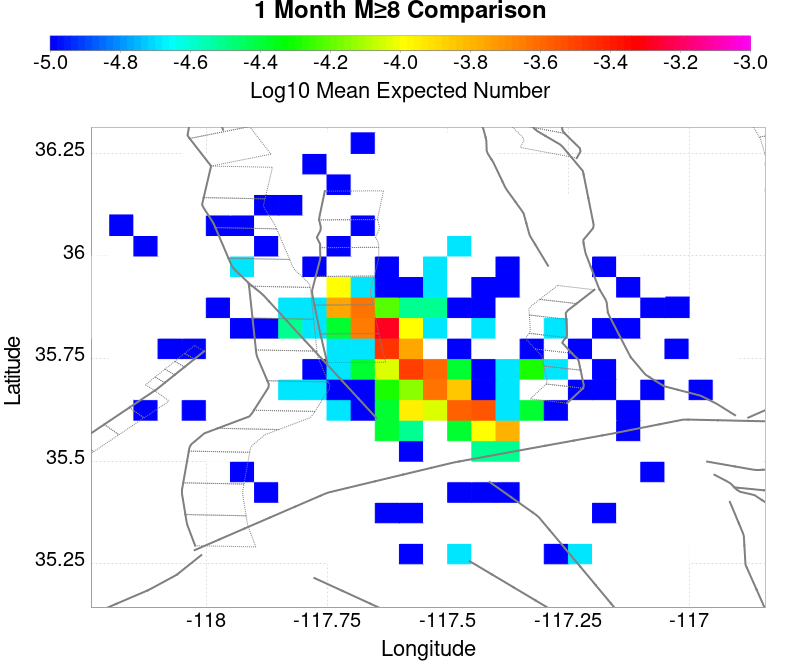 1 Month M≥8 Comparison
-5.0 -4.8 -4.6 -4.4 -4.2 -4.0 -3.8 -3.6 -3.4 -3.2 -3.0
Log10 Mean Expected Number
36.25
36
35.75
35.5
35.25
Latitude
-118 -117.75 -117.5 -117.25 -117
Longitude